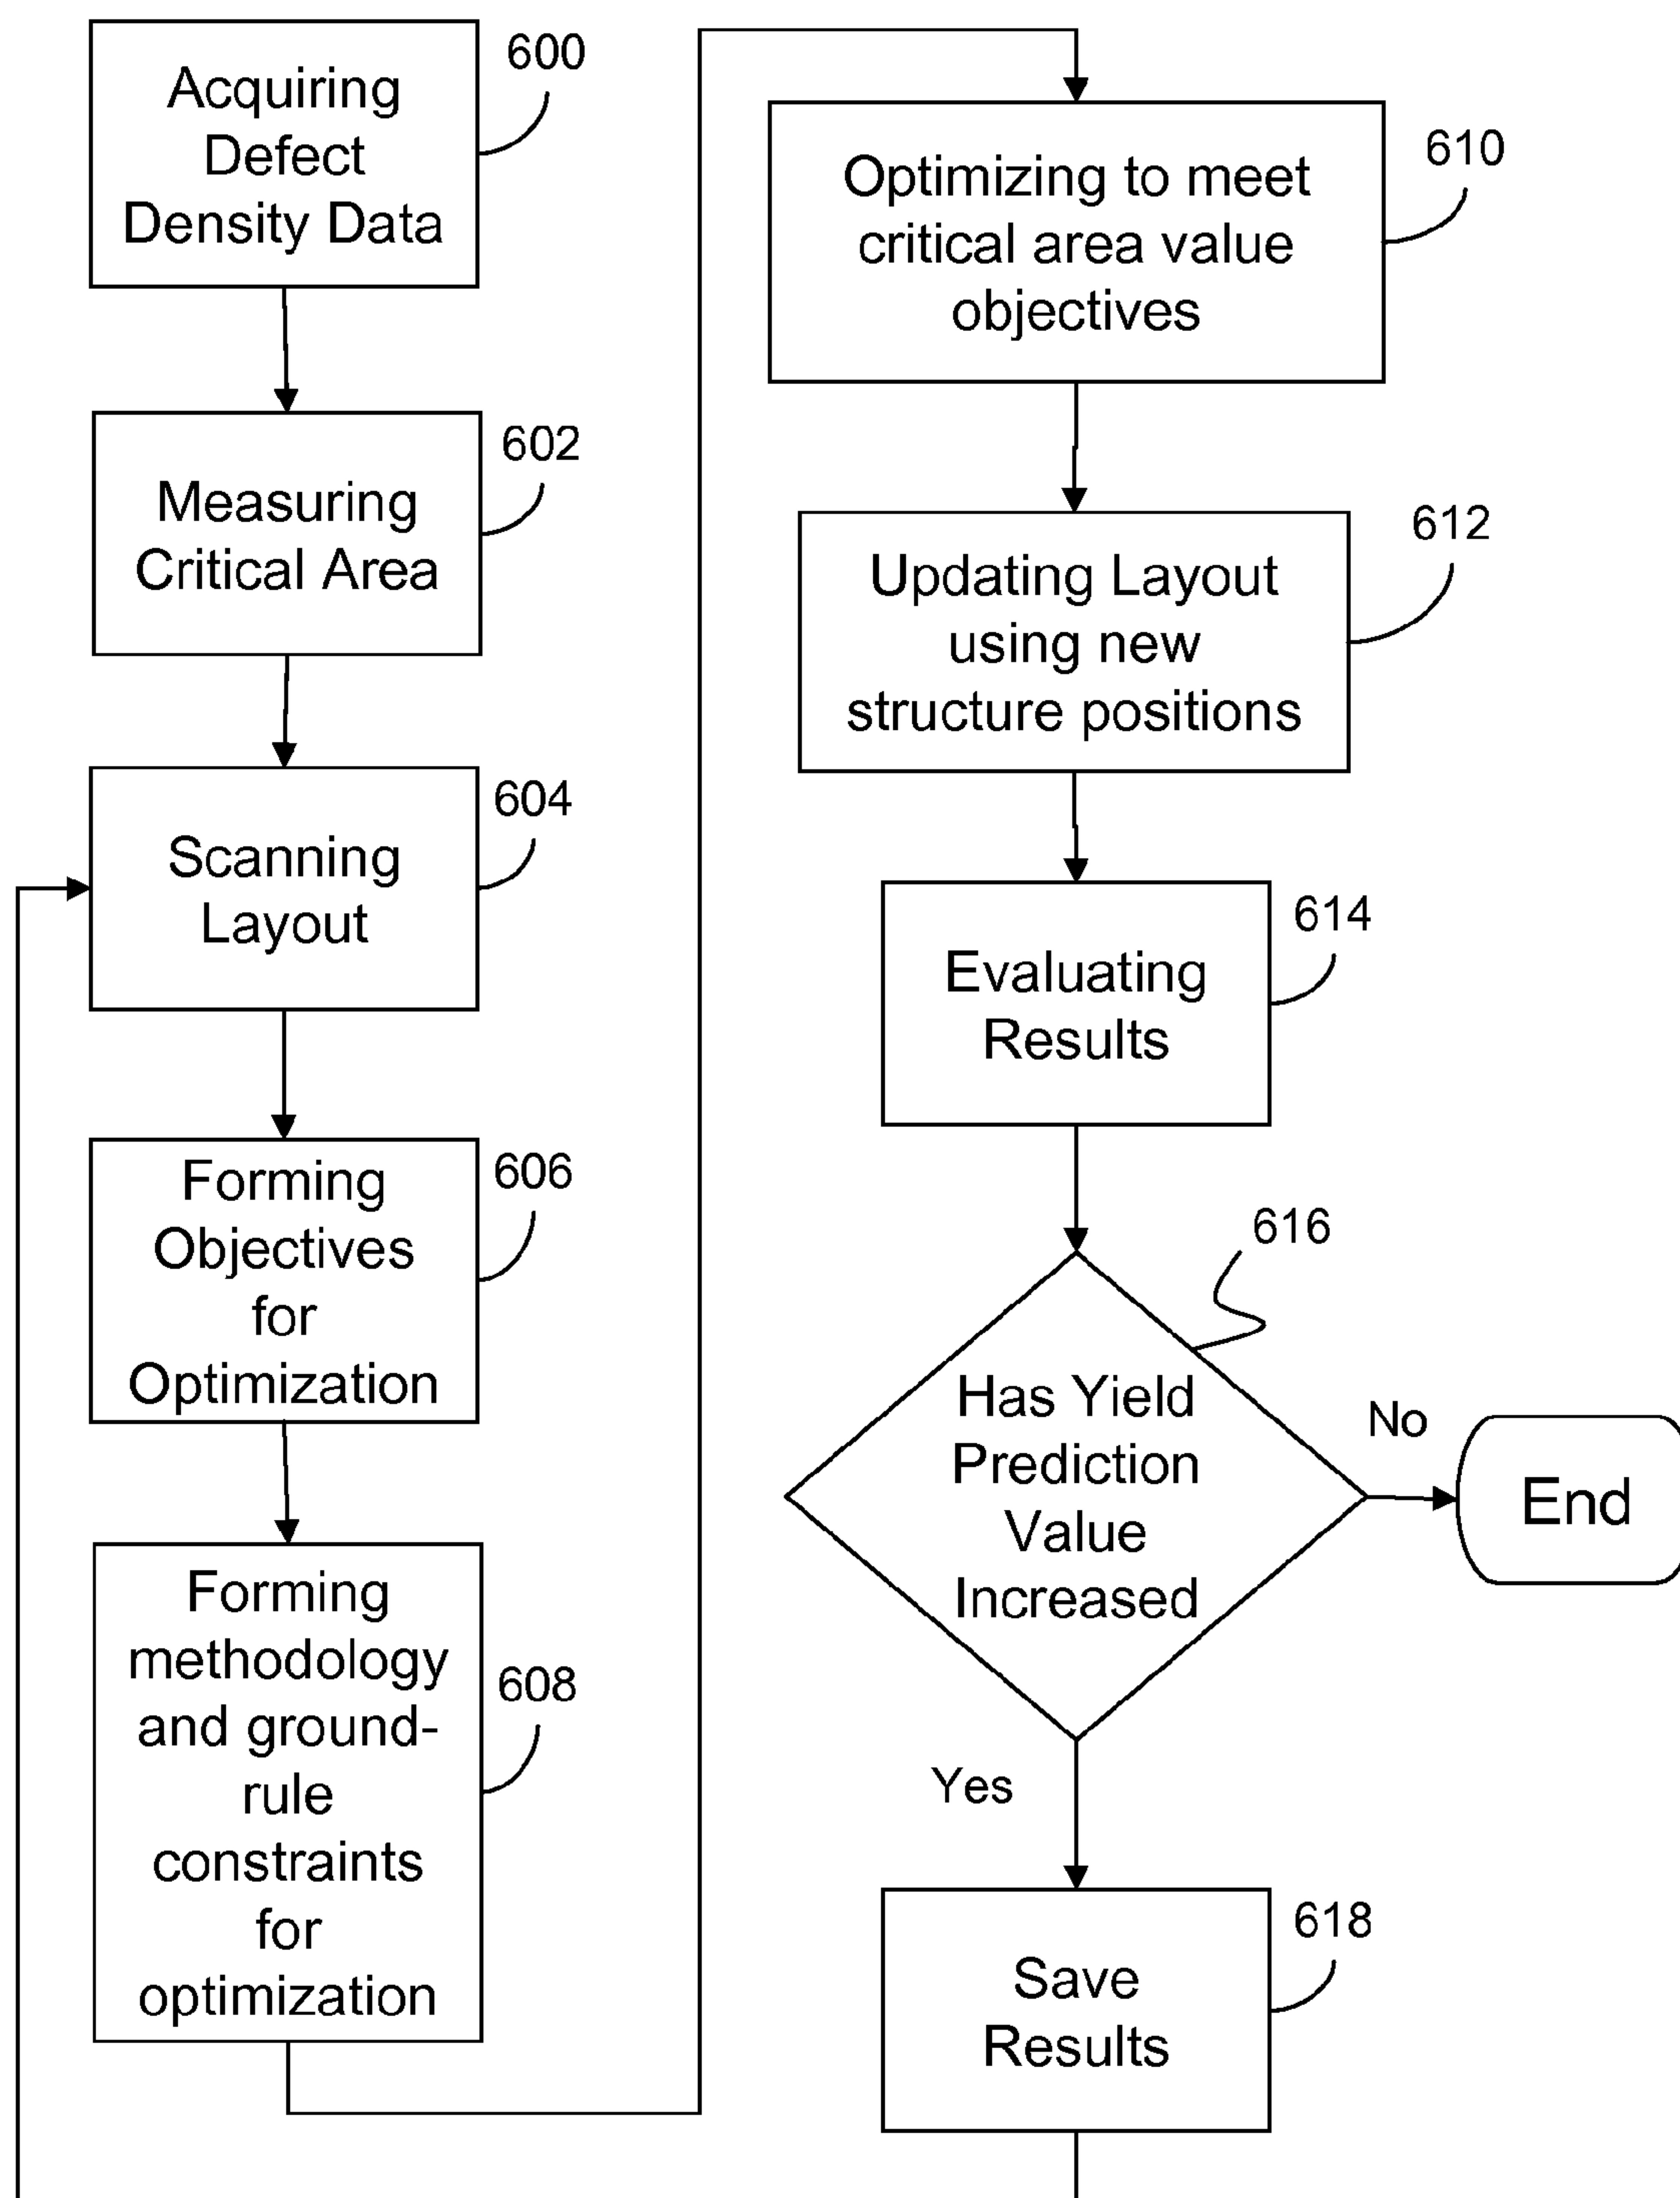 Acquiring
Defect
Density Data
600
Measuring
Critical Area
602
Scanning
Layout
604
Forming
Objectives
for
Optimization
606
Forming
methodology
and ground-
rule
constraints
for
optimization
608
Optimizing to meet
critical area value
objectives
610
Updating Layout
using new
structure positions
612
Evaluating
Results
614
Has Yield
Prediction
Value
Increased
616
No
End
Yes
Save
Results
618